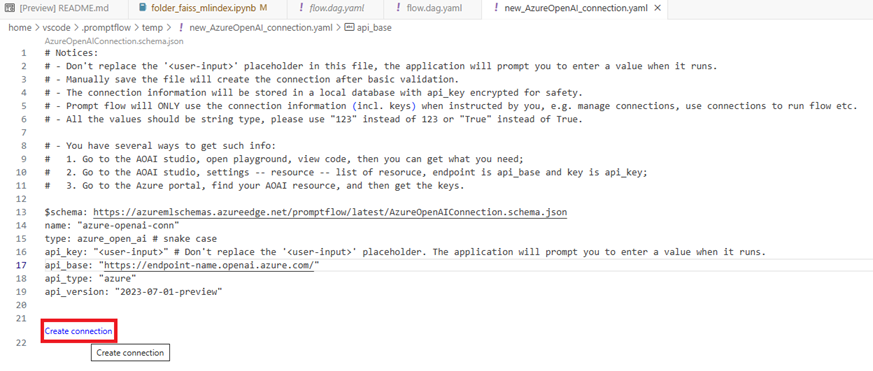 [Preview] README.md folder_faiss_mlindex.ipynb M flow.dag.yaml flow.dag.yaml new_AzureOpenAI_connection.yaml
home > vscode > .promptflow > temp > new_AzureOpenAI_connection.yaml > api_base
AzureOpenAIConnection.schema.json
1 # Notices:
2 # - Don't replace the '<user-input>' placeholder in this file, the application will prompt you to enter a value when it runs.
3 # - Manually save the file will create the connection after basic validation.
4 # - The connection information will be stored in a local database with api_key encrypted for safety.
5 # - Prompt flow will ONLY use the connection information (incl. keys) when instructed by you, e.g. manage connections, use connections to run flow etc.
6 # - All the values should be string type, please use "123" instead of 123 or "True" instead of True.
7
8 # - You have several ways to get such info:
9 #   1. Go to the AOAI studio, open playground, view code, then you can get what you need;
10 #   2. Go to the AOAI studio, settings -- resource -- list of resoruce, endpoint is api_base and key is api_key;
11 #   3. Go to the Azure portal, find your AOAI resource, and then get the keys.
12
13 $schema: https://azuremlschemas.azureedge.net/promptflow/latest/AzureOpenAIConnection.schema.json
14 name: "azure-openai-conn"
15 type: azure_open_ai # snake case
16 api_key: "<user-input>" # Don't replace the '<user-input>' placeholder. The application will prompt you to enter a value when it runs.
17 api_base: "https://endpoint-name.openai.azure.com/"
18 api_type: "azure"
19 api_version: "2023-07-01-preview"
20
21
Create connection
22
Create connection